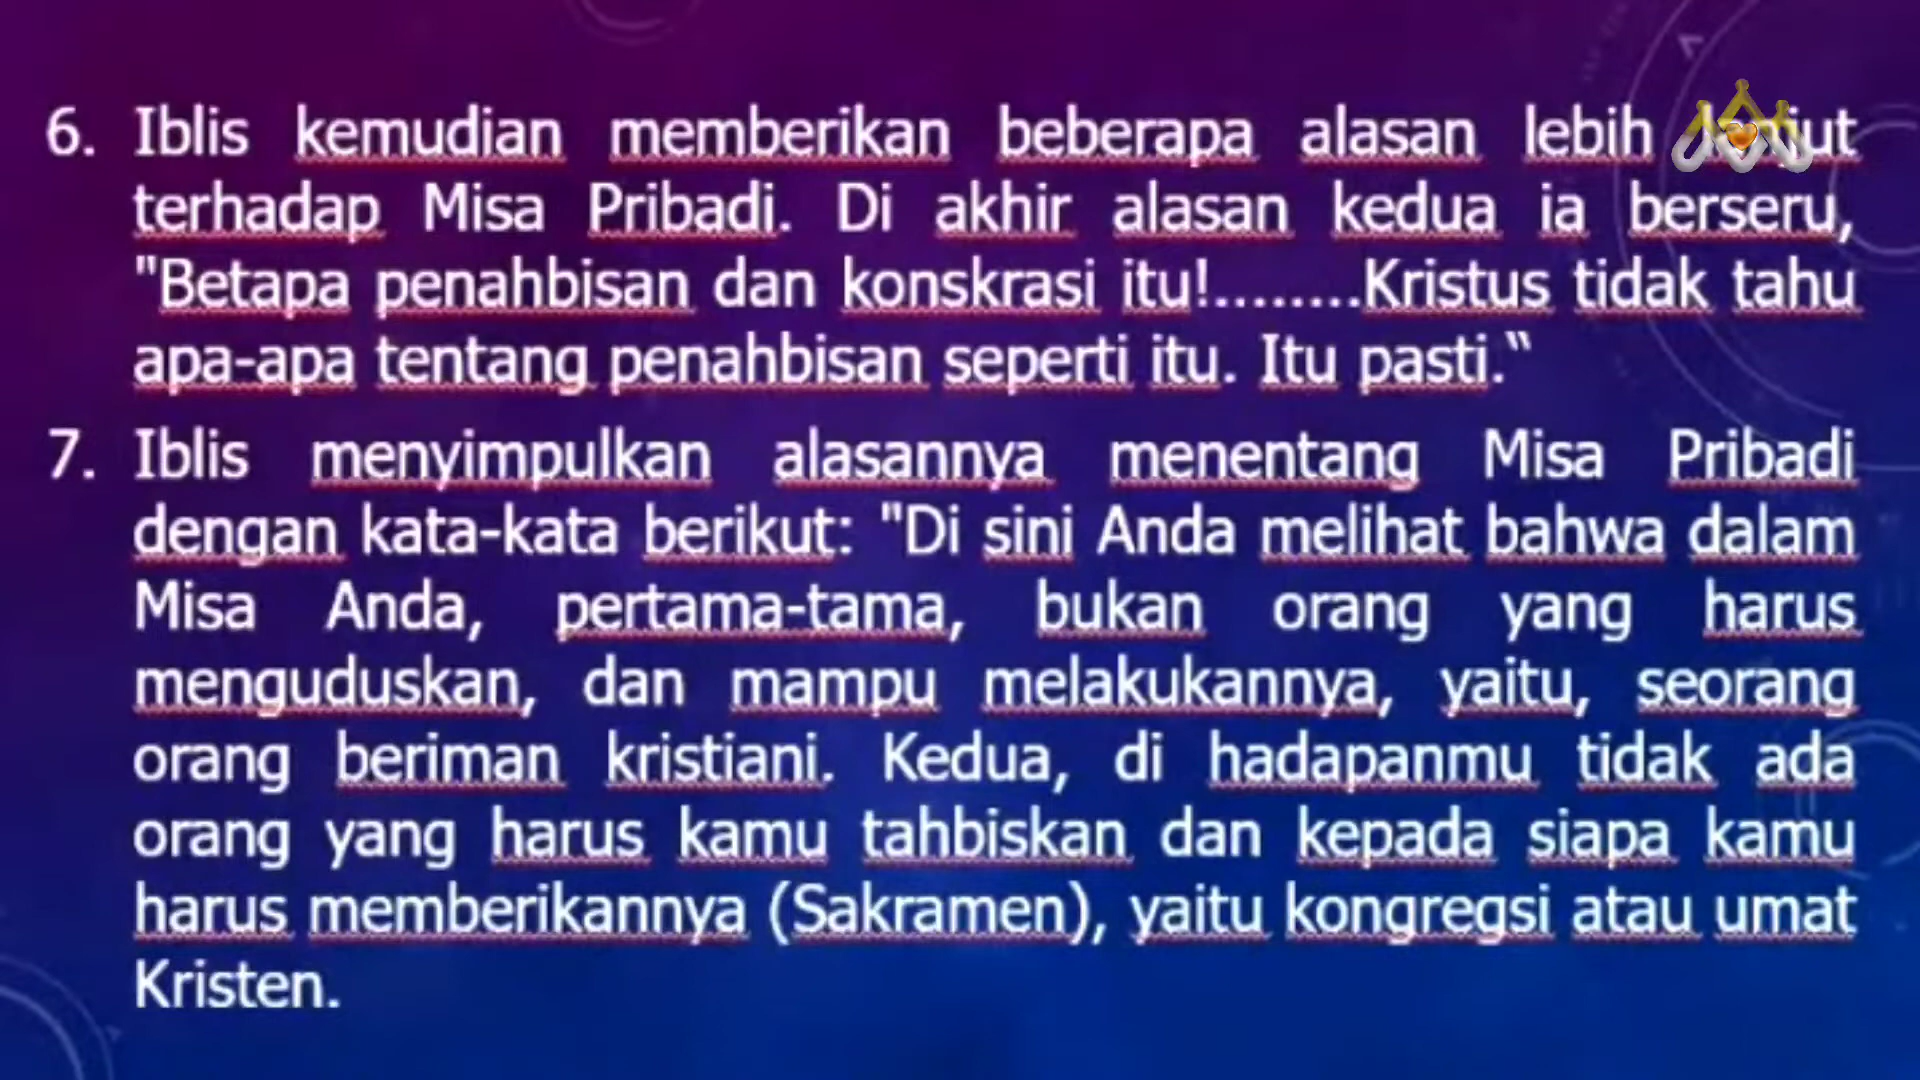 6. Iblis kemudian memberikan beberapa alasan lebih lanjut
terhadap Misa Pribadi. Di akhir alasan kedua ia berseru,
"Betapa penahbisan dan konskrasi itu!........Kristus tidak tahu
apa-apa tentang penahbisan seperti itu. Itu pasti.“
7. Iblis menyimpulkan alasannya menentang Misa Pribadi
dengan kata-kata berikut: "Di sini Anda melihat bahwa dalam
Misa Anda, pertama-tama, bukan orang yang harus
menguduskan, dan mampu melakukannya, yaitu, seorang
orang beriman kristiani. Kedua, di hadapanmu tidak ada
orang yang harus kamu tahbiskan dan kepada siapa kamu
harus memberikannya (Sakramen), yaitu kongregsi atau umat
Kristen.